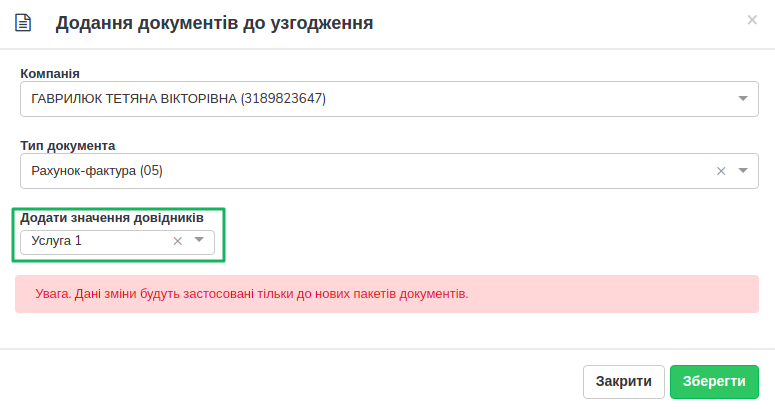 Додання документів до узгодження
Компанія
ГАВРИЛЮК ТЕТЯНА ВІКТОРІВНА (3189823647)
Тип документа
Рахунок-фактура (05)
Додати значення довідників
Услуга 1
Увага. Дані зміни будуть застосовані тільки до нових пакетів документів.
Закрити Зберегти